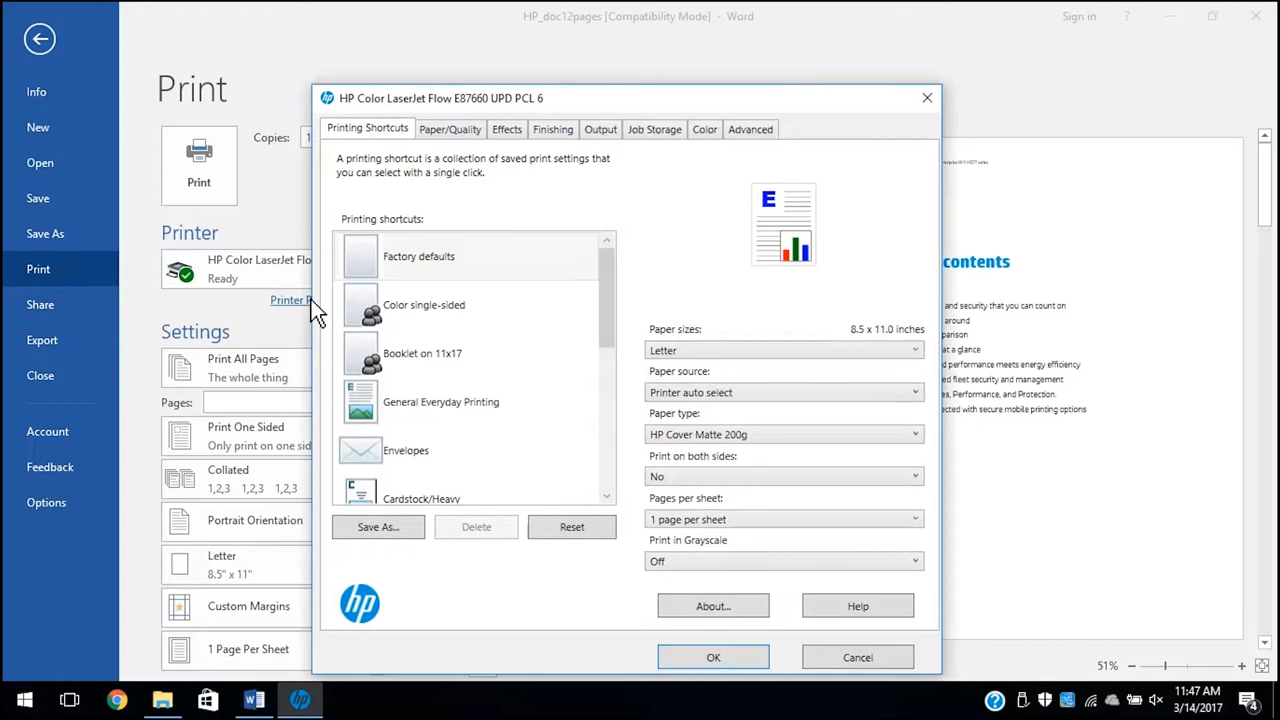 HP_doc12pages [Compatibility Mode] - Word
Sign in
?
Info
New
Open
Save
Save As
Print
Share
Export
Close
Account
Feedback
Options
Print
Print
Copies:
1
Printer
HP Color LaserJet Flo
Ready
Printer
Settings
Print All Pages
The whole thing
Pages:
Print One Sided
Only print on one sid
Collated
1,2,3 1,2,3 1,2,3
Portrait Orientation
Letter
8.5" x 11"
Custom Margins
1 Page Per Sheet
HP Color LaserJet Flow E87660 UPD PCL 6
Printing Shortcuts
Paper/Quality
Effects
Finishing
Output
Job Storage
Color
Advanced
A printing shortcut is a collection of saved print settings that
you can select with a single click.
Printing shortcuts:
Factory defaults
Color single-sided
Booklet on 11x17
General Everyday Printing
Envelopes
Cardstock/Heavy
Save As...
Delete
Reset
hp
E
Paper sizes:
8.5 x 11.0 inches
Letter
Paper source:
Printer auto select
Paper type:
HP Cover Matte 200g
Print on both sides:
No
Pages per sheet:
1 page per sheet
Print in Grayscale
Off
About...
Help
OK
Cancel
contents
and supplies that you can count on
around
parison
at a glance
d performance meets energy efficiency
ed fleet security and management
es, Performance, and Protection.
ected with secure mobile printing options
51%
11:47 AM
3/14/2017
4